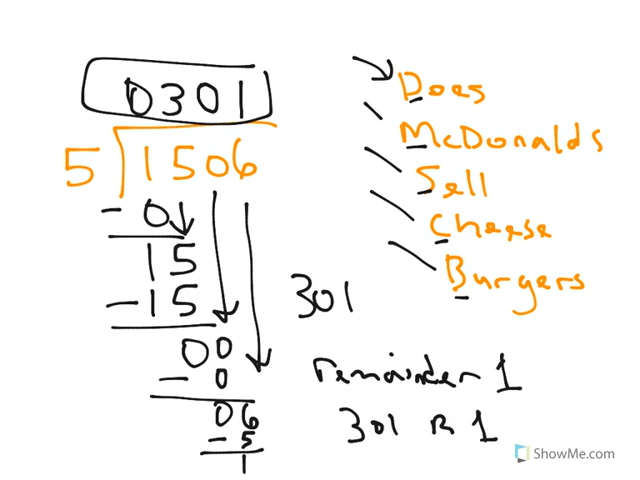 0301
5 1506
- 0
15
- 15
00
- 0
06
- 5
1
Does
McDonalds
Sell
Cheese
Burgers
301
remainder 1
301 R 1
ShowMe.com